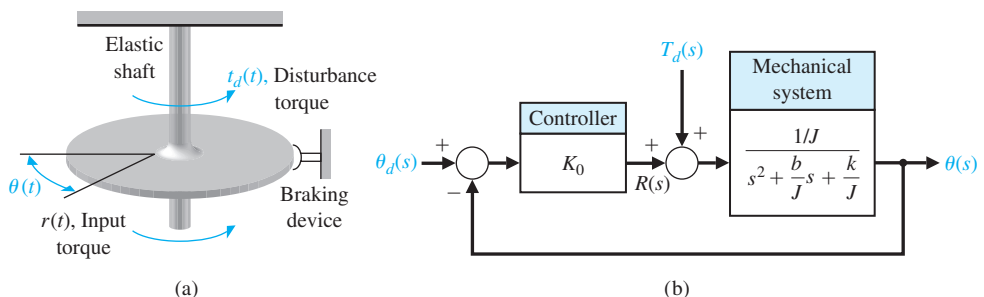 Elastic
shaft
t_d(t), Disturbance
torque
θ(t)
r(t), Input
torque
Braking
device
(a)
T_d(s)
Mechanical
system
Controller
θ_d(s)
+
−
K_0
+
R(s)
+
1/J
s^2 + b/J s + k/J
θ(s)
(b)